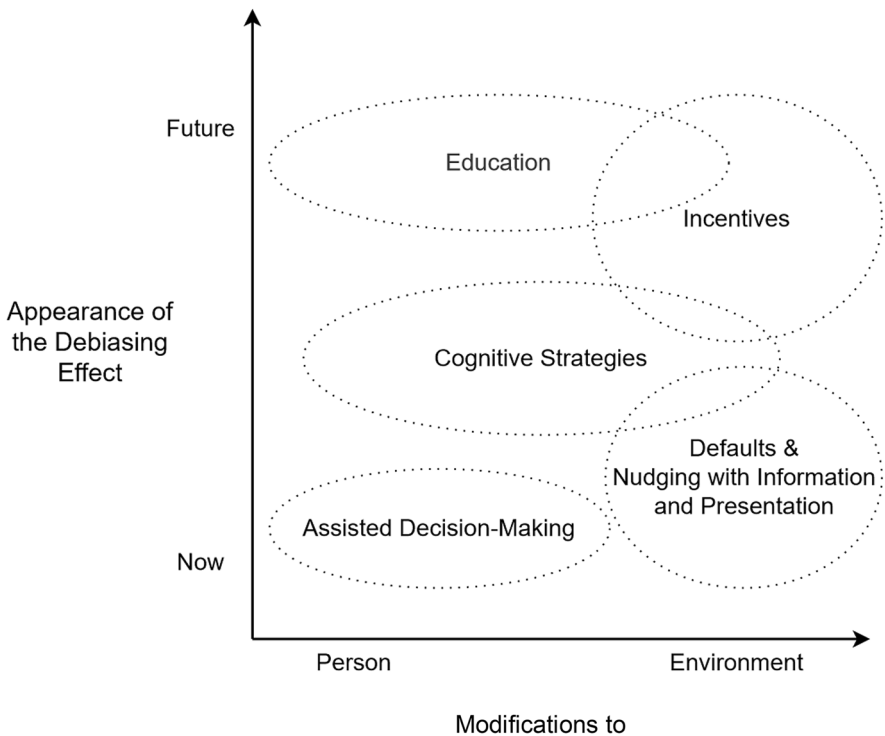 Future
Education
Incentives
Appearance of
the Debiasing
Effect
Cognitive Strategies
Defaults &
Nudging with Information
and Presentation
Assisted Decision-Making
Now
Person
Environment
Modifications to